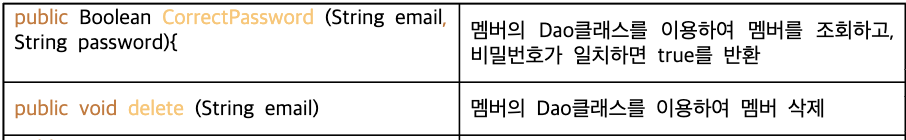 public Boolean CorrectPassword (String email,
String password){
멤버의 Dao클래스를 이용하여 멤버를 조회하고,
비밀번호가 일치하면 true를 반환
public void delete (String email)
멤버의 Dao클래스를 이용하여 멤버 삭제